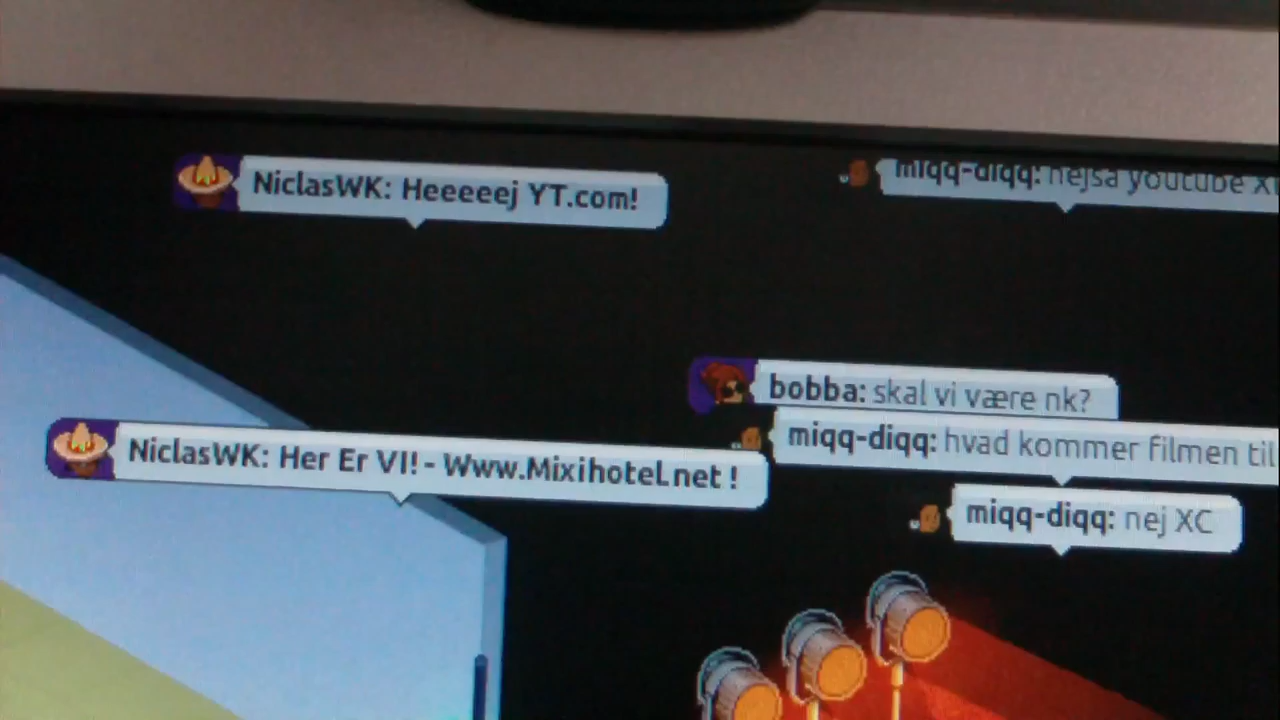 NiclasWK: Heeeeej YT.com!
miqq-diqq: nejsa youtube
bobba: skal vi være nk?
miqq-diqq: hvad kommer filmen til
NiclasWK: Her Er VI! - Www.Mixihotel.net !
miqq-diqq: nej XC